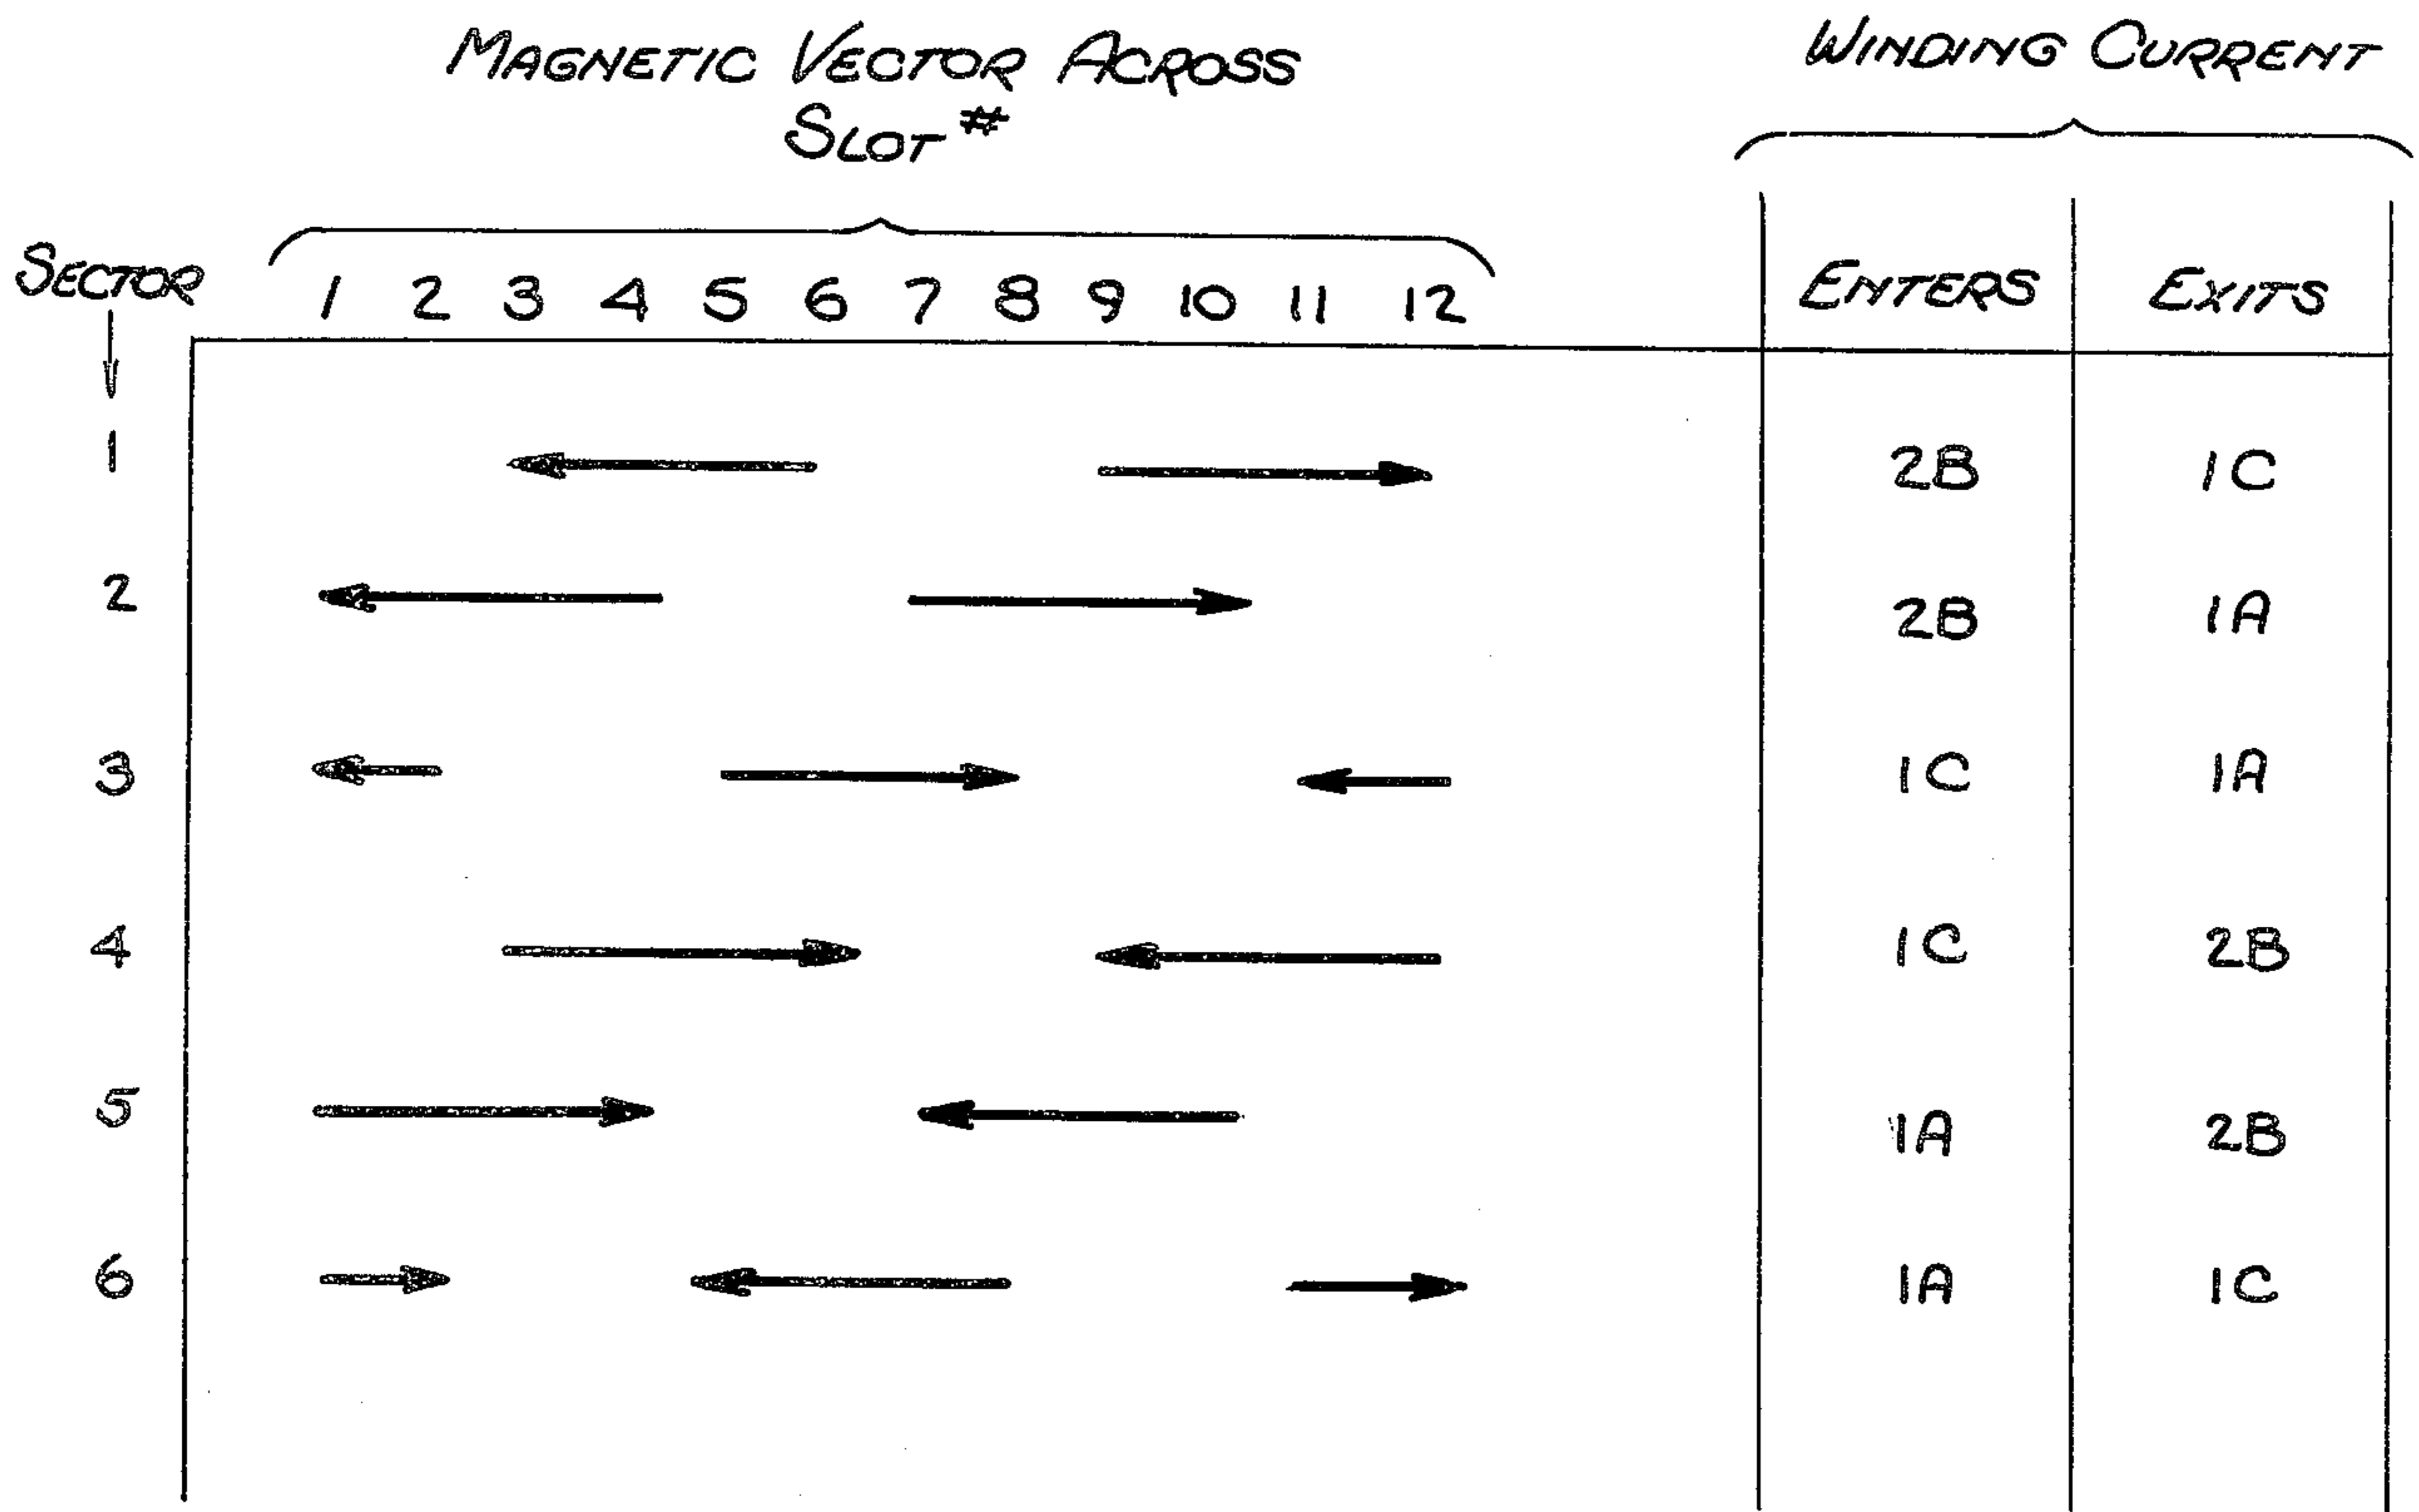 MAGNETIC VECTOR ACROSS
SLOT #
WINDING CURRENT
SECTOR 1 2 3 4 5 6 7 8 9 10 11 12 ENTERS EXITS
1 2B 1C
2 2B 1A
3 1C 1A
4 1C 2B
5 1A 2B
6 1A 1C